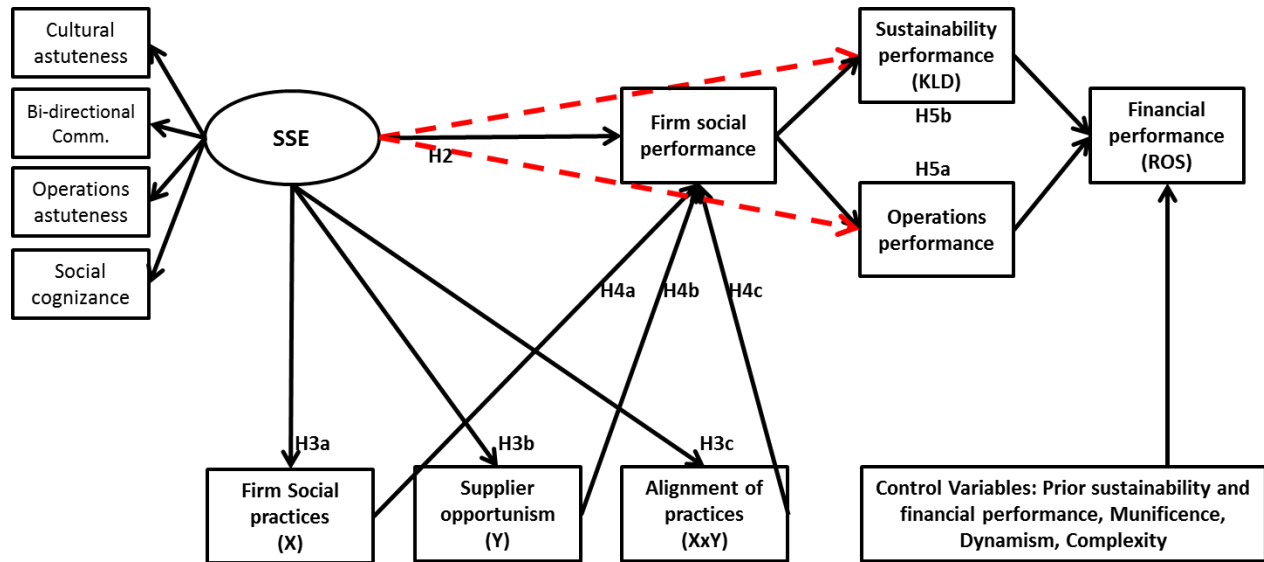 Cultural
astuteness
Bi-directional
Comm.
Operations
astuteness
Social
cognizance
SSE
H2
Firm social
performance
Sustainability
performance
(KLD)
H5b
H5a
Operations
performance
Financial
performance
(ROS)
H4a
H4b
H4c
H3a
H3b
H3c
Firm Social
practices
(X)
Supplier
opportunism
(Y)
Alignment of
practices
(XxY)
Control Variables: Prior sustainability and
financial performance, Munificence,
Dynamism, Complexity